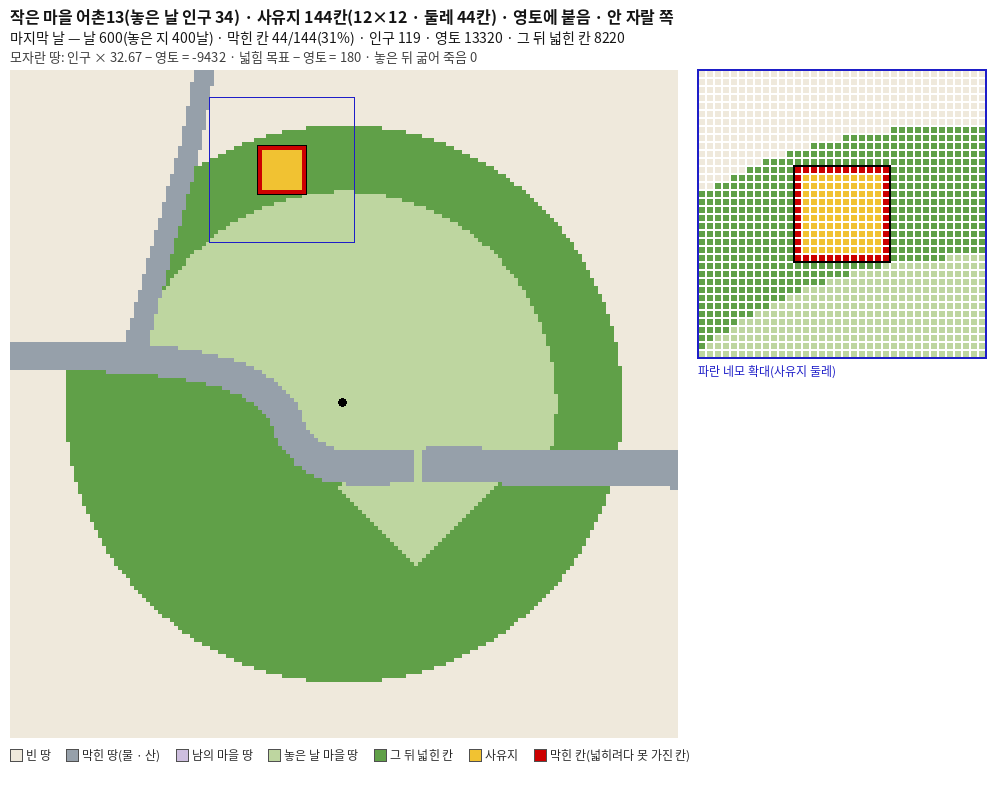 작은 마을 어촌13(놓은 날 인구 34) · 사유지 144칸(12×12 · 둘레 44칸) · 영토에 붙음 · 안 자랄 쪽
마지막 날 — 날 600(놓은 지 400날) · 막힌 칸 44/144(31%) · 인구 119 · 영토 13320 · 그 뒤 넓힌 칸 8220
모자란 땅: 인구 × 32.67 − 영토 = -9432 · 넓힘 목표 − 영토 = 180 · 놓은 뒤 굶어 죽음 0
파란 네모 확대(사유지 둘레)
빈 땅 막힌 땅(물 · 산) 남의 마을 땅 놓은 날 마을 땅 그 뒤 넓힌 칸 사유지 막힌 칸(넓히려다 못 가진 칸)